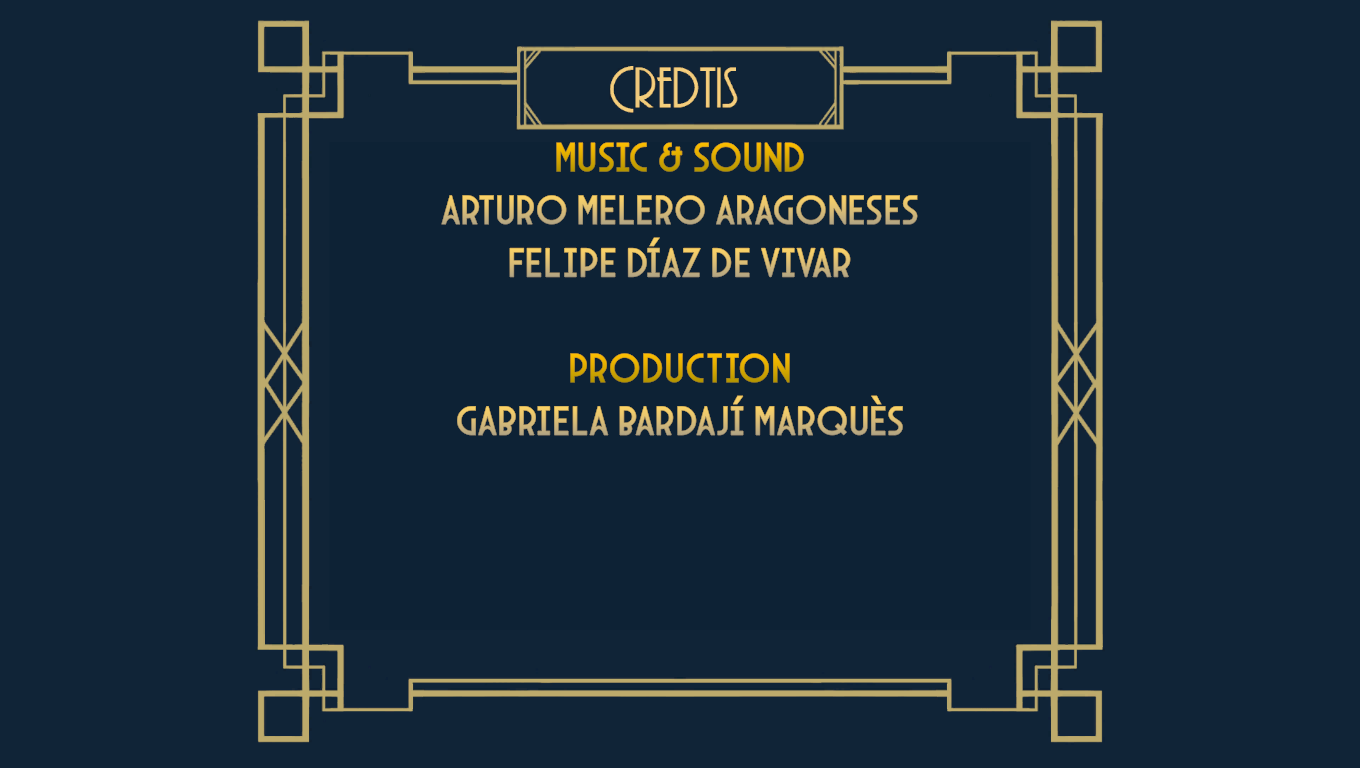 CREDTIS
MUSIC & SOUND
ARTURO MELERO ARAGONESES
FELIPE DÍAZ DE VIVAR
PRODUCTION
GABRIELA BARDAJÍ MARQUÈS